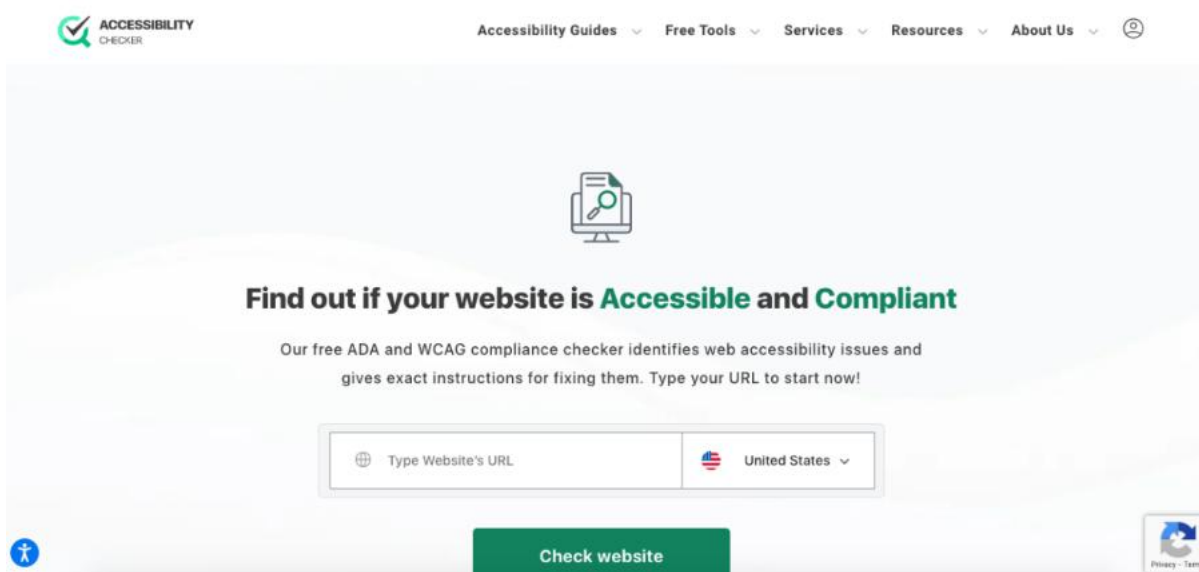 ACCESSIBILITY
CHECKER
Accessibility Guides Free Tools Services Resources About Us
Find out if your website is Accessible and Compliant
Our free ADA and WCAG compliance checker identifies web accessibility issues and
gives exact instructions for fixing them. Type your URL to start now!
Type Website's URL United States
Check website
Privacy -